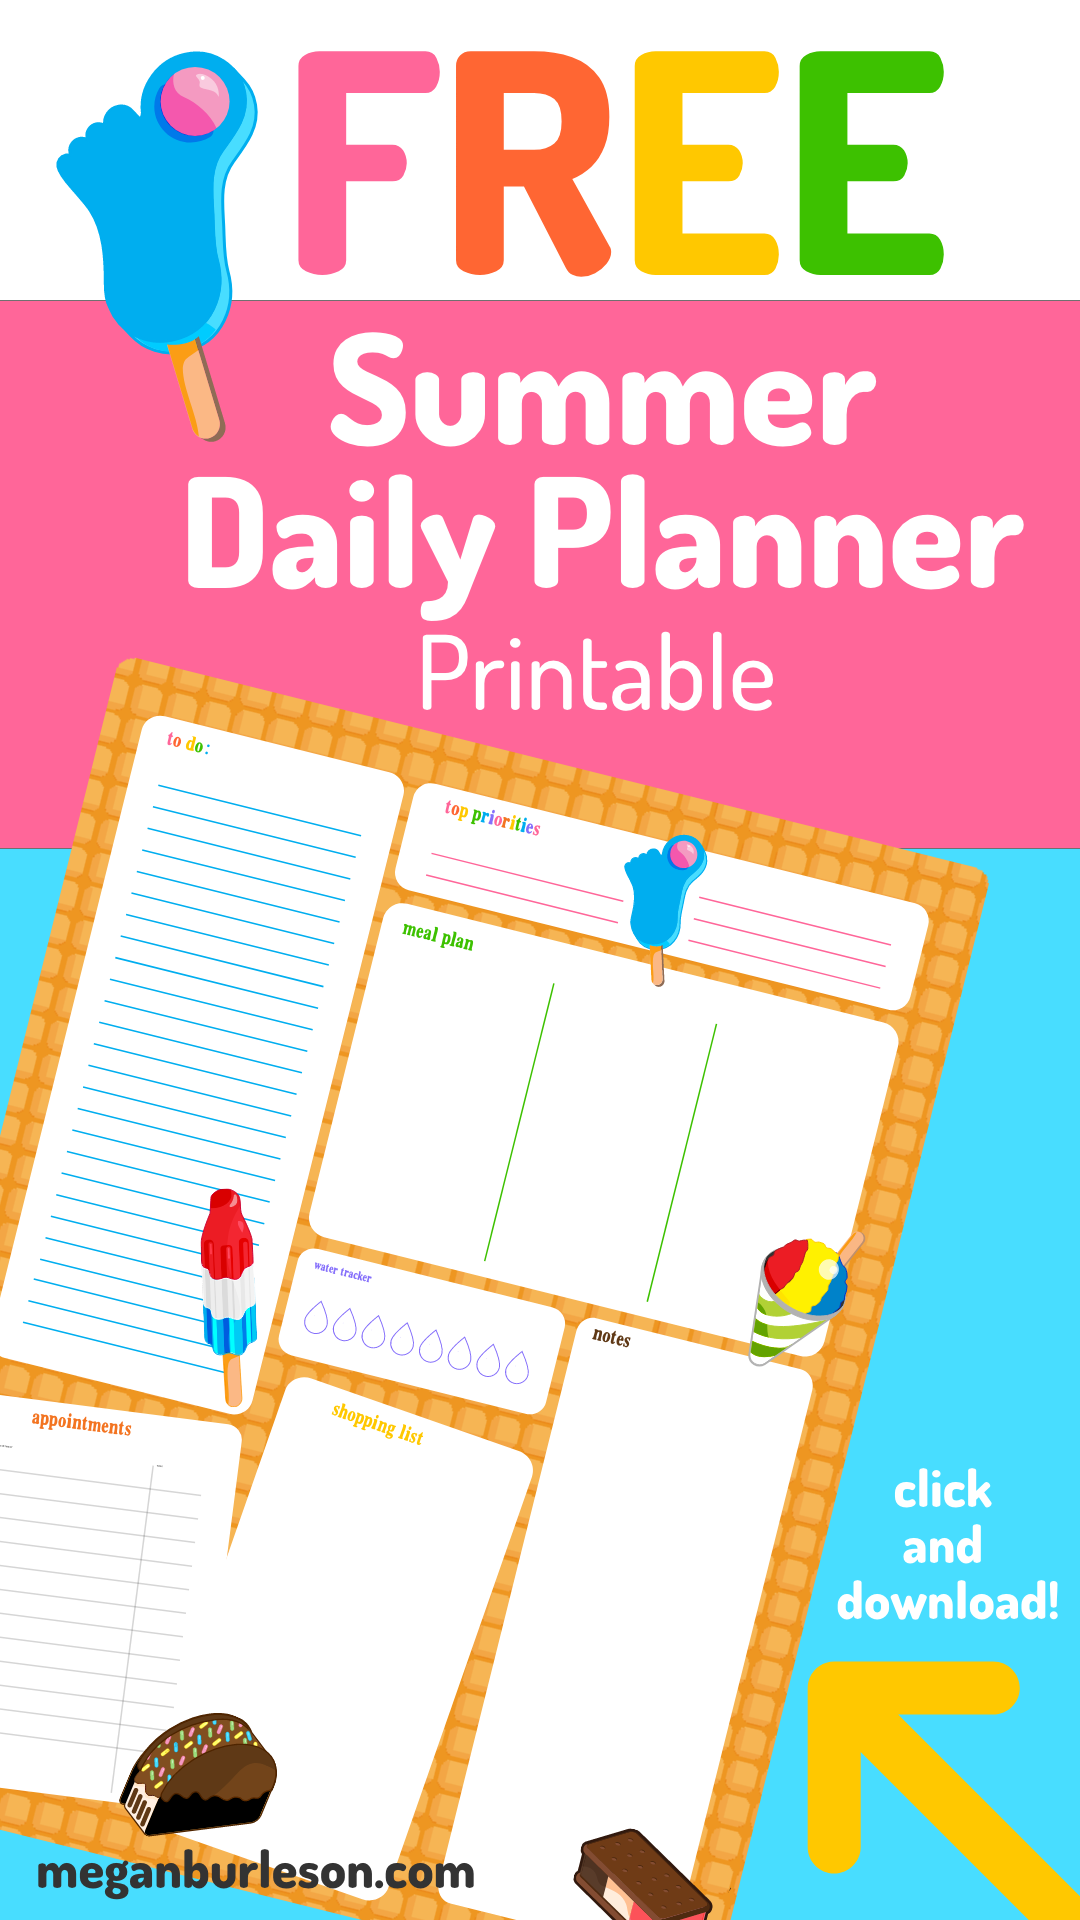 FREE
Summer
Daily Planner
Printable
to do:
top priorities
meal plan
water tracker
notes
appointments
shopping list
click
and
download!
meganburleson.com